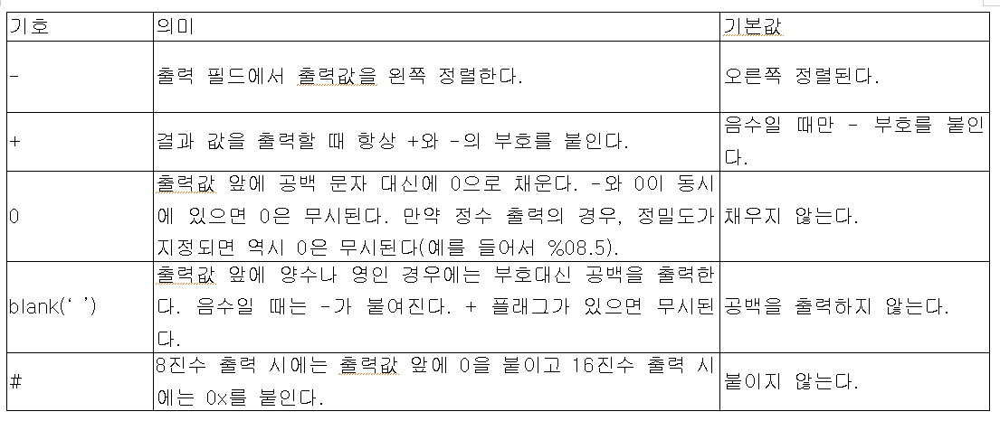 기호 의미 기본값
- 출력 필드에서 출력값을 왼쪽 정렬한다. 오른쪽 정렬된다.
+ 결과 값을 출력할 때 항상 +와 -의 부호를 붙인다. 음수일 때만 - 부호를 붙인
다.
0 출력값 앞에 공백 문자 대신에 0으로 채운다. -와 0이 동시
에 있으면 0은 무시된다. 만약 정수 출력의 경우, 정밀도가
지정되면 역시 0은 무시된다(예를 들어서 %08.5).
채우지 않는다.
blank(‘ ’) 출력값 앞에 양수나 영인 경우에는 부호대신 공백을 출력한
다. 음수일 때는 -가 붙여진다. + 플래그가 있으면 무시된
다.
공백을 출력하지 않는다.
# 8진수 출력 시에는 출력값 앞에 0을 붙이고 16진수 출력 시
에는 0x를 붙인다.
붙이지 않는다.